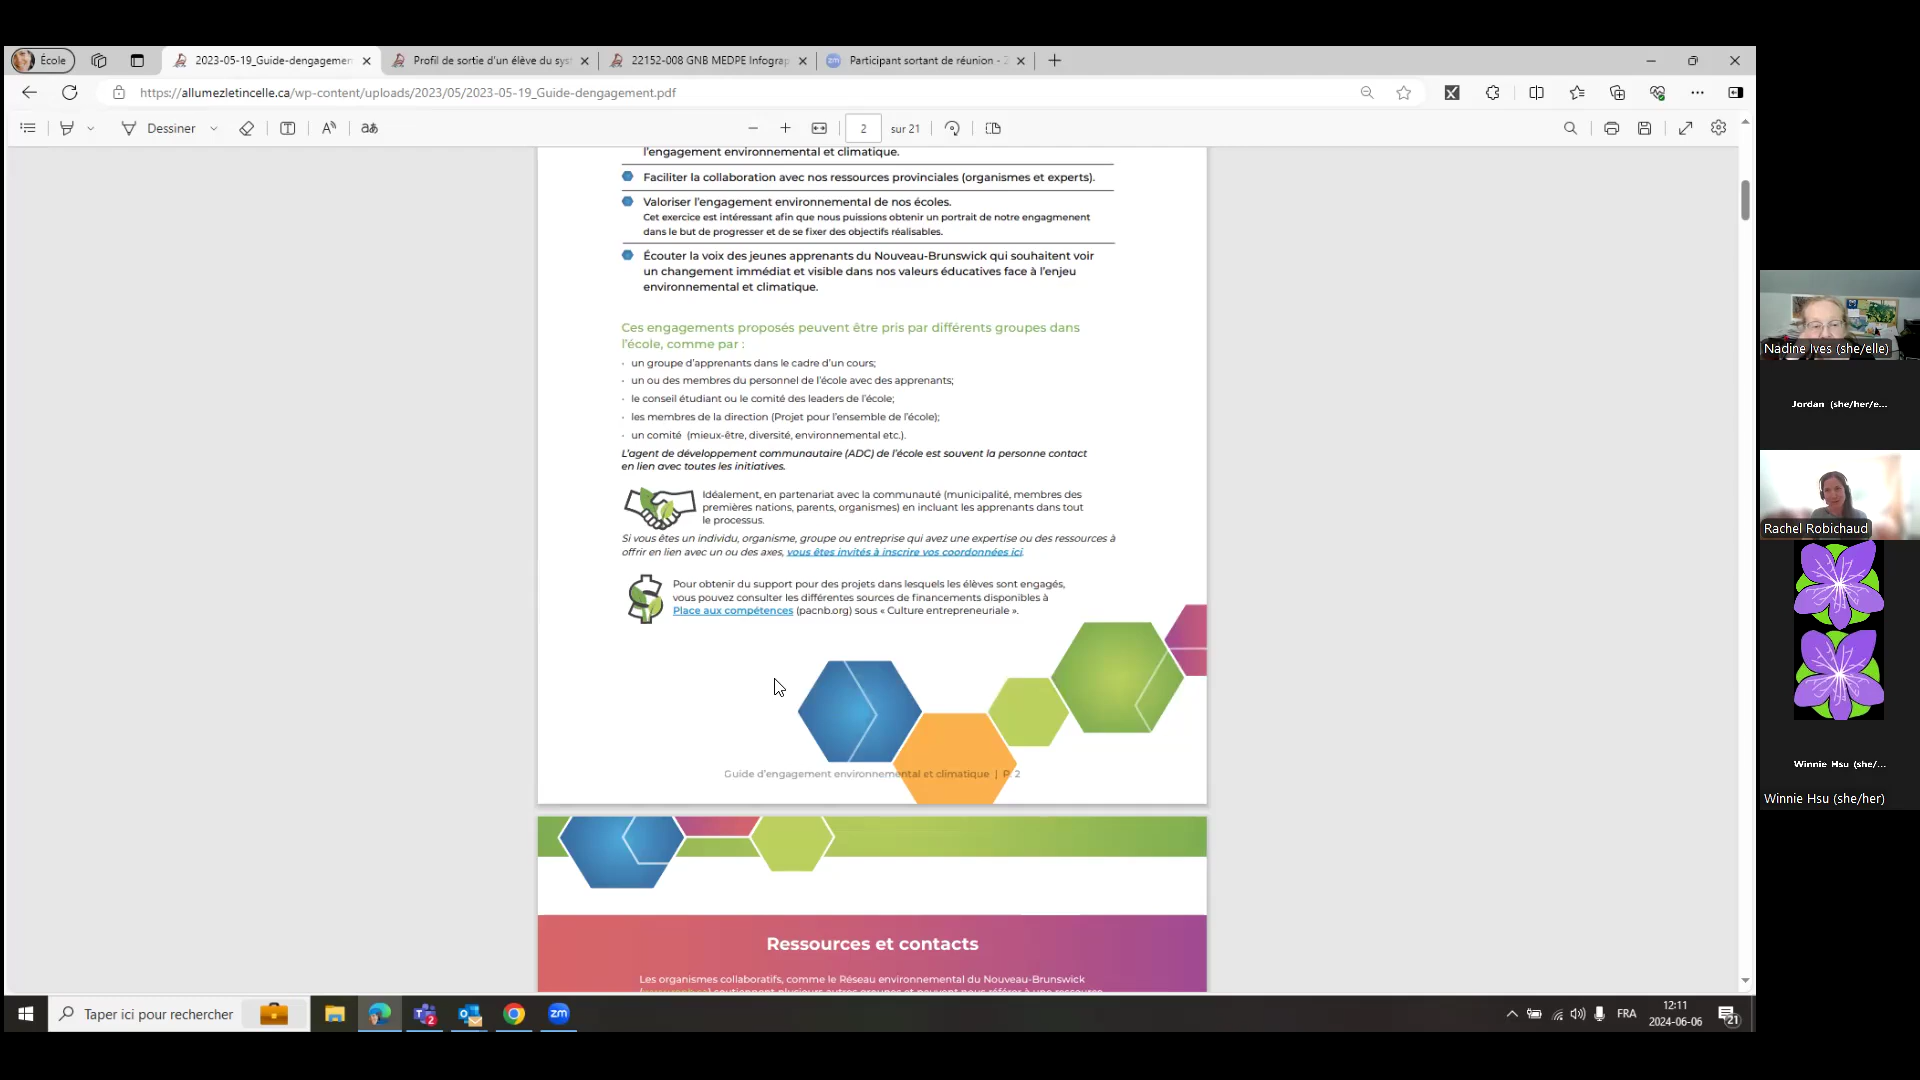 École
2023-05-19_Guide-dengagemen
Profil de sortie d'un élève du sys
22152-008 GNB MEDPE Infograp
Participant sortant de réunion - Z
https://allumezletincelle.ca/wp-content/uploads/2023/05/2023-05-19_Guide-dengagement.pdf
Dessiner
2 sur 21
l'engagement environnemental et climatique.
Faciliter la collaboration avec nos ressources provinciales (organismes et experts).
Valoriser l'engagement environnemental de nos écoles.
Cet exercice est intéressant afin que nous puissions obtenir un portrait de notre engagmenent
dans le but de progresser et de se fixer des objectifs réalisables.
Écouter la voix des jeunes apprenants du Nouveau-Brunswick qui souhaitent voir
un changement immédiat et visible dans nos valeurs éducatives face à l'enjeu
environnemental et climatique.
Ces engagements proposés peuvent être pris par différents groupes dans
l'école, comme par :
· un groupe d'apprenants dans le cadre d'un cours;
· un ou des membres du personnel de l'école avec des apprenants;
· le conseil étudiant ou le comité des leaders de l'école;
· les membres de la direction (Projet pour l'ensemble de l'école);
· un comité (mieux-être, diversité, environnemental etc.).
L'agent de développement communautaire (ADC) de l'école est souvent la personne contact
en lien avec toutes les initiatives.
Idéalement, en partenariat avec la communauté (municipalité, membres des
premières nations, parents, organismes) en incluant les apprenants dans tout
le processus.
Si vous êtes un individu, organisme, groupe ou entreprise qui avez une expertise ou des ressources à
offrir en lien avec un ou des axes, vous êtes invités à inscrire vos coordonnées ici.
Pour obtenir du support pour des projets dans lesquels les élèves sont engagés,
vous pouvez consulter les différentes sources de financements disponibles à
Place aux compétences (pacnb.org) sous « Culture entrepreneuriale ».
Guide d'engagement environnemental et climatique | P. 2
Ressources et contacts
Les organismes collaboratifs, comme le Réseau environnemental du Nouveau-Brunswick
Nadine Ives (she/elle)
Jordan (she/her/e...
Rachel Robichaud
Winnie Hsu (she/...
Winnie Hsu (she/her)
Taper ici pour rechercher
2
zm
FRA
12:11
2024-06-06
21